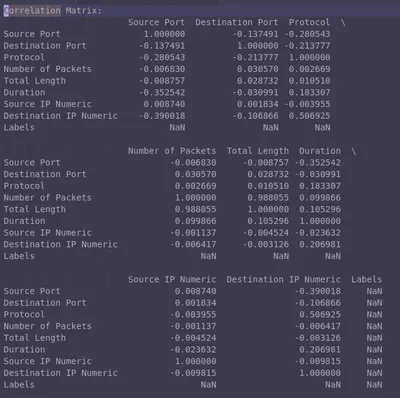 Correlation Matrix:
                        Source Port  Destination Port  Protocol  \
Source Port                1.000000         -0.137491 -0.280543
Destination Port          -0.137491          1.000000 -0.213777
Protocol                  -0.280543         -0.213777  1.000000
Number of Packets         -0.006830          0.030570  0.002669
Total Length              -0.008757          0.028732  0.010510
Duration                  -0.352542         -0.030991  0.183307
Source IP Numeric          0.008740          0.001834 -0.003955
Destination IP Numeric    -0.390018         -0.106866  0.506925
Labels                          NaN               NaN       NaN

                        Number of Packets  Total Length  Duration  \
Source Port                     -0.006830     -0.008757 -0.352542
Destination Port                 0.030570      0.028732 -0.030991
Protocol                         0.002669      0.010510  0.183307
Number of Packets                1.000000      0.988055  0.099866
Total Length                     0.988055      1.000000  0.105296
Duration                         0.099866      0.105296  1.000000
Source IP Numeric               -0.001137     -0.004524 -0.023632
Destination IP Numeric          -0.006417     -0.003126  0.206981
Labels                                NaN           NaN       NaN

                        Source IP Numeric  Destination IP Numeric  Labels
Source Port                      0.008740               -0.390018     NaN
Destination Port                 0.001834               -0.106866     NaN
Protocol                        -0.003955                0.506925     NaN
Number of Packets               -0.001137               -0.006417     NaN
Total Length                    -0.004524               -0.003126     NaN
Duration                        -0.023632                0.206981     NaN
Source IP Numeric                1.000000               -0.009815     NaN
Destination IP Numeric          -0.009815                1.000000     NaN
Labels                                NaN                     NaN     NaN